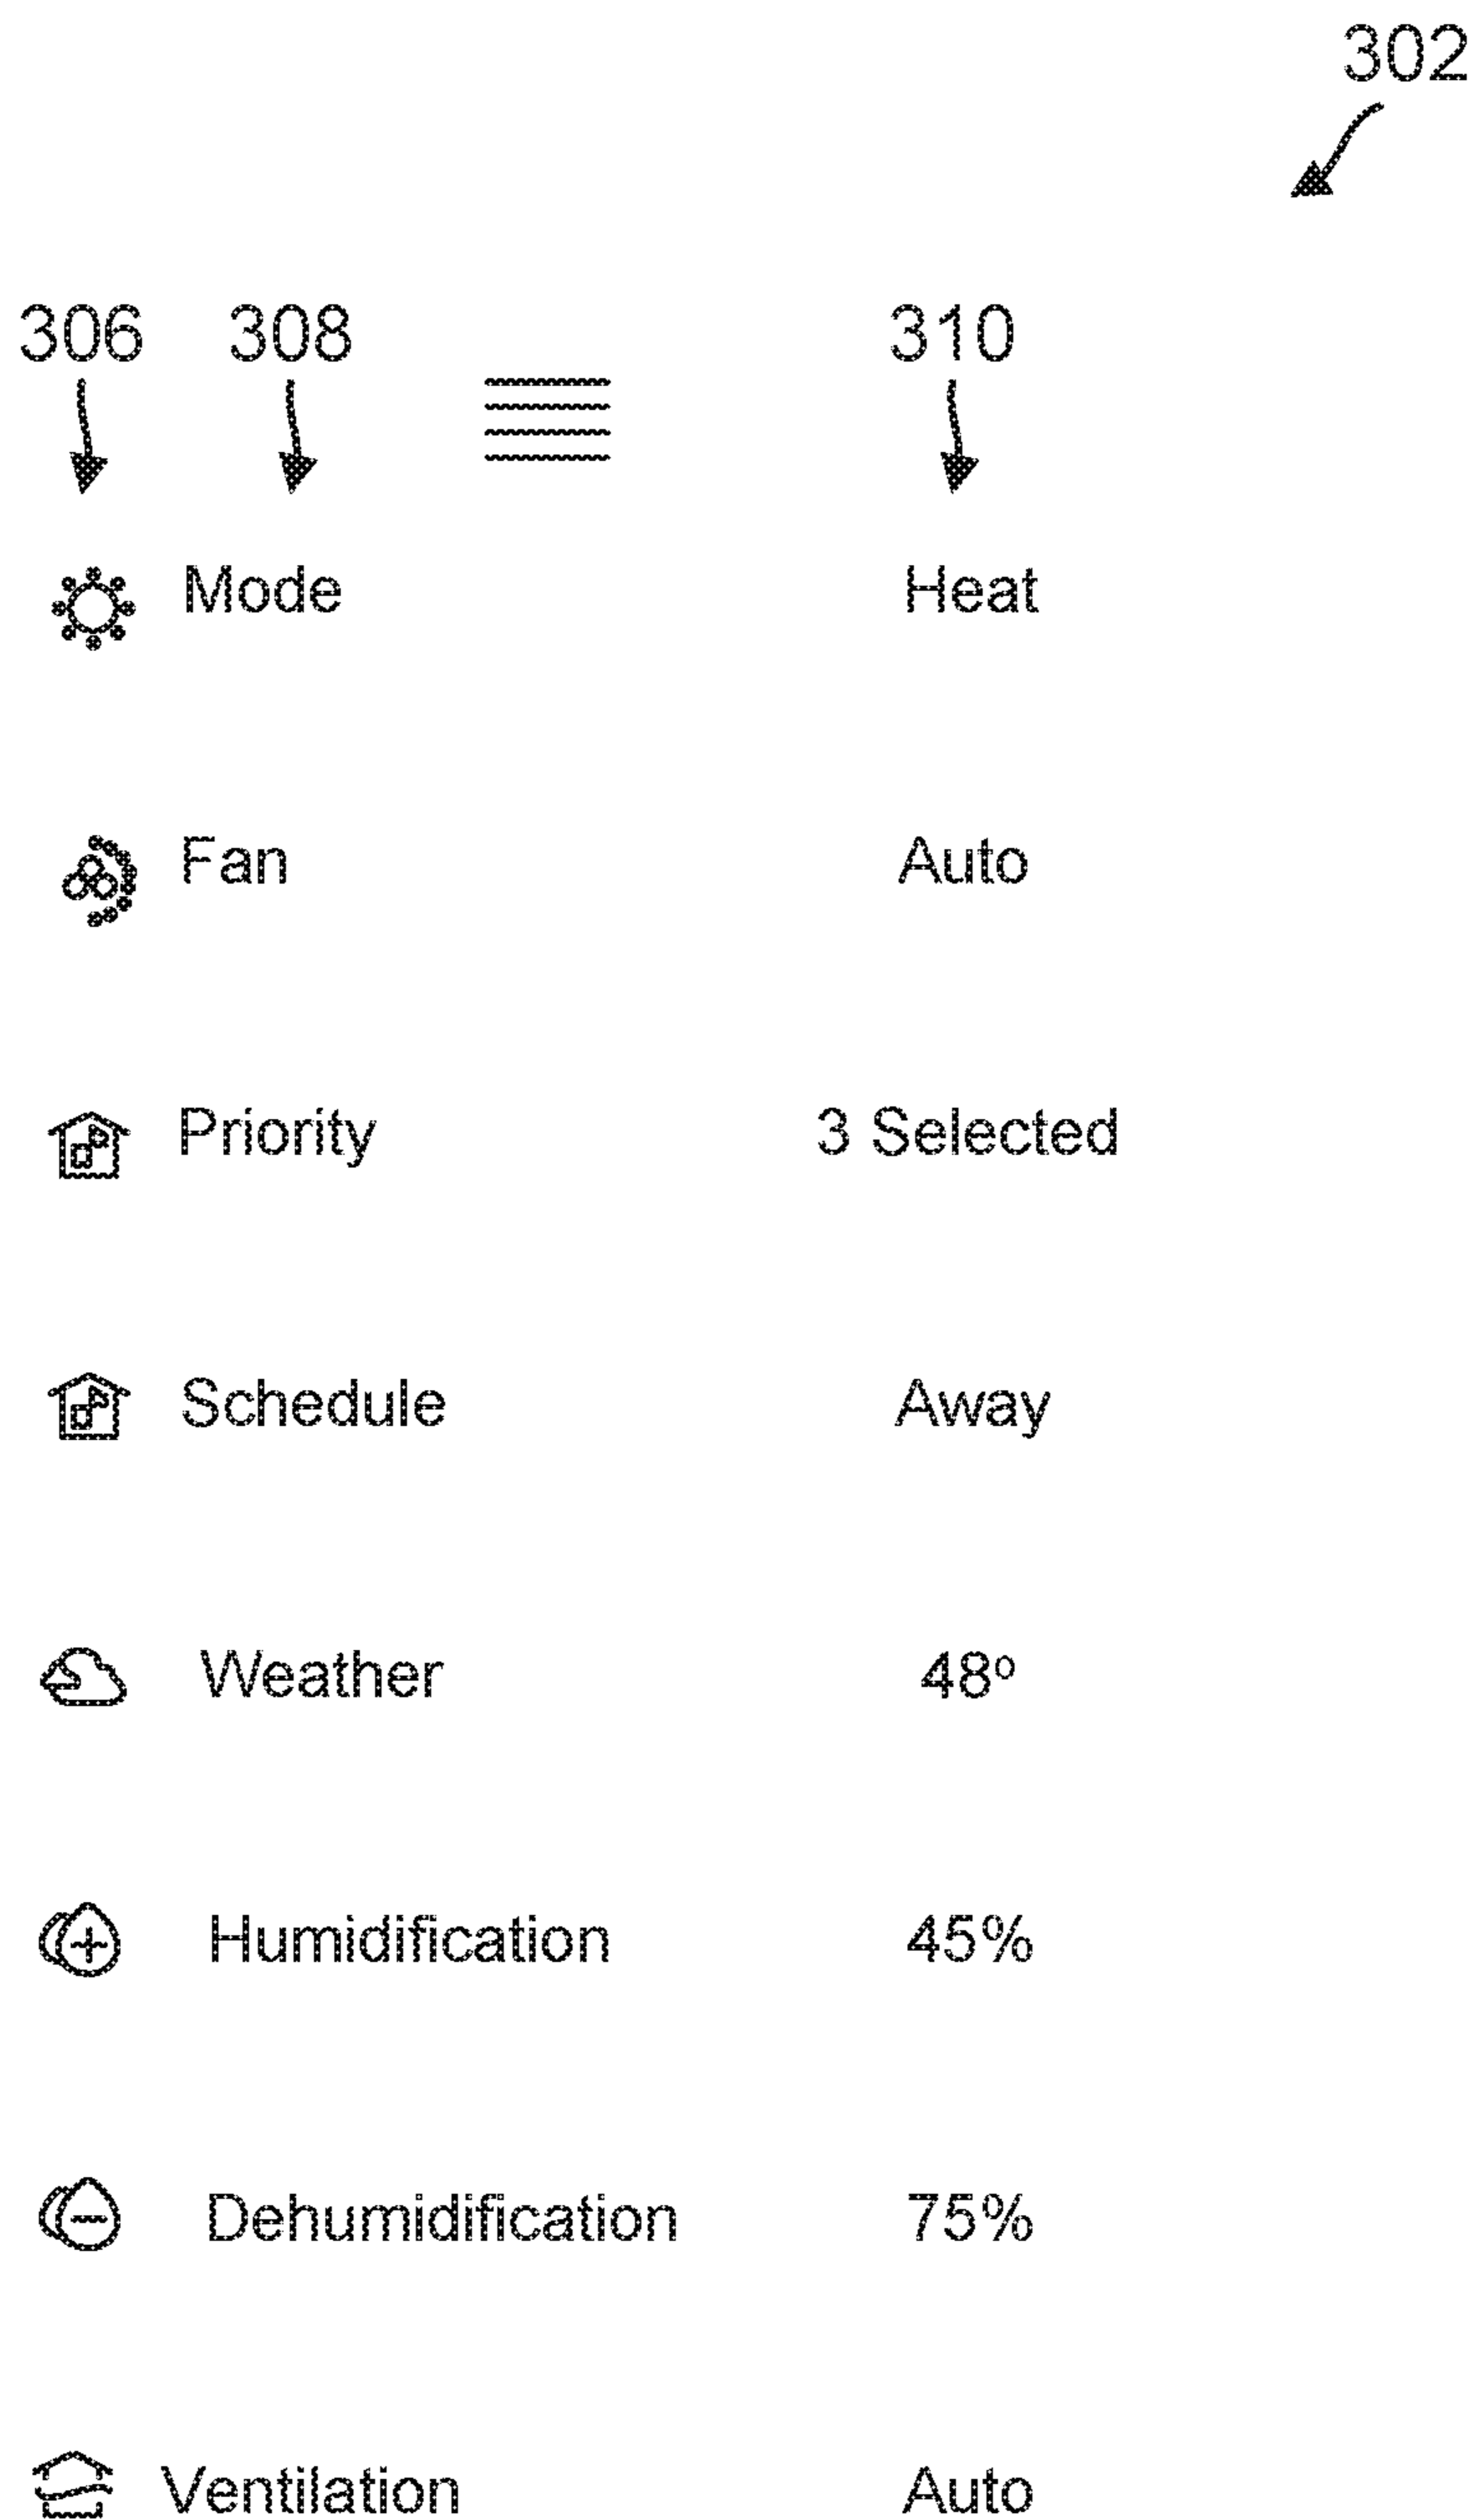 302
306 308 310
Mode Heat
Fan Auto
Priority 3 Selected
Schedule Away
Weather 48º
Humidification 45%
Dehumidification 75%
Ventilation Auto